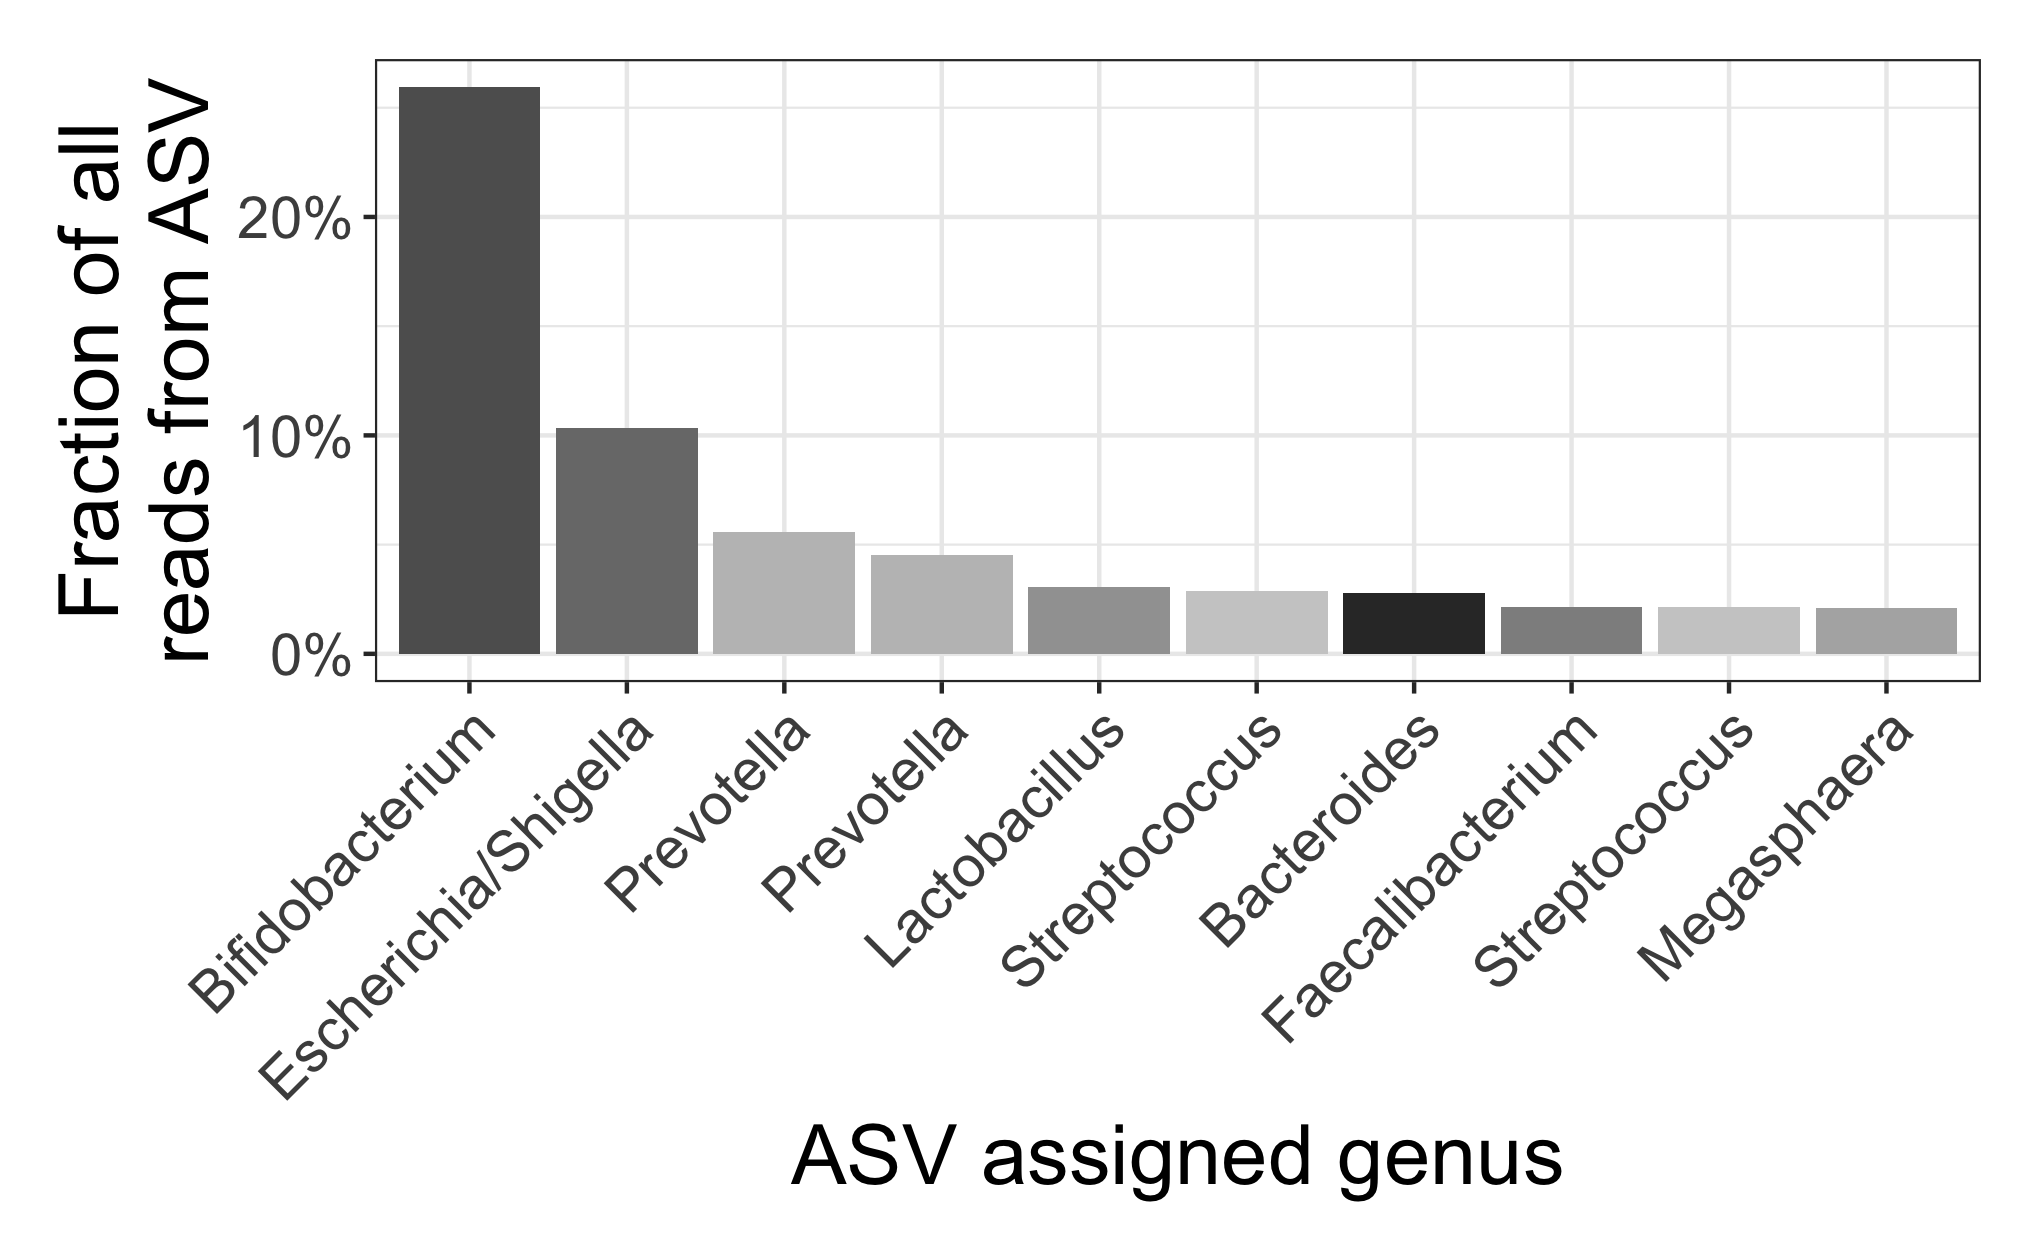 Fraction of all
reads from ASV
20%
10%
0%
Bifidobacterium
Escherichia/Shigella
Prevotella
Prevotella
Lactobacillus
Streptococcus
Bacteroides
Faecalibacterium
Streptococcus
Megasphaera
ASV assigned genus